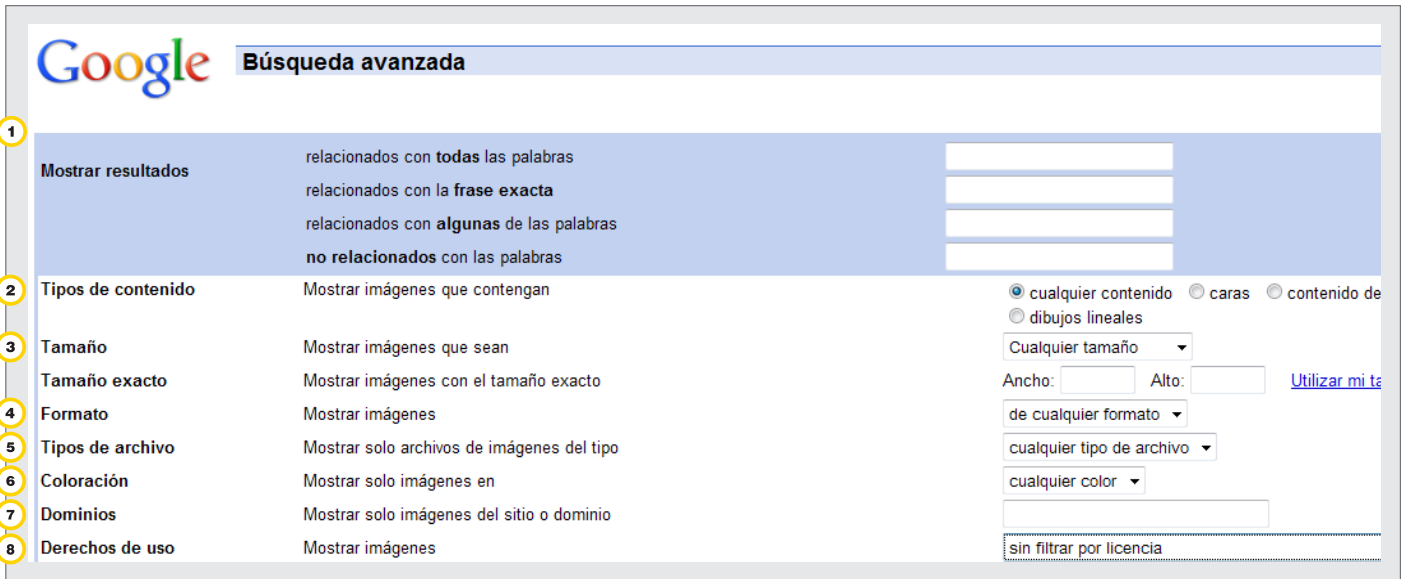 Google Búsqueda avanzada
1
Mostrar resultados relacionados con todas las palabras
relacionados con la frase exacta
relacionados con algunas de las palabras
no relacionados con las palabras
2 Tipos de contenido Mostrar imágenes que contengan cualquier contenido caras contenido de
dibujos lineales
3 Tamaño Mostrar imágenes que sean Cualquier tamaño
Tamaño exacto Mostrar imágenes con el tamaño exacto Ancho: Alto: Utilizar mi ta
4 Formato Mostrar imágenes de cualquier formato
5 Tipos de archivo Mostrar solo archivos de imágenes del tipo cualquier tipo de archivo
6 Coloración Mostrar solo imágenes en cualquier color
7 Dominios Mostrar solo imágenes del sitio o dominio
8 Derechos de uso Mostrar imágenes sin filtrar por licencia